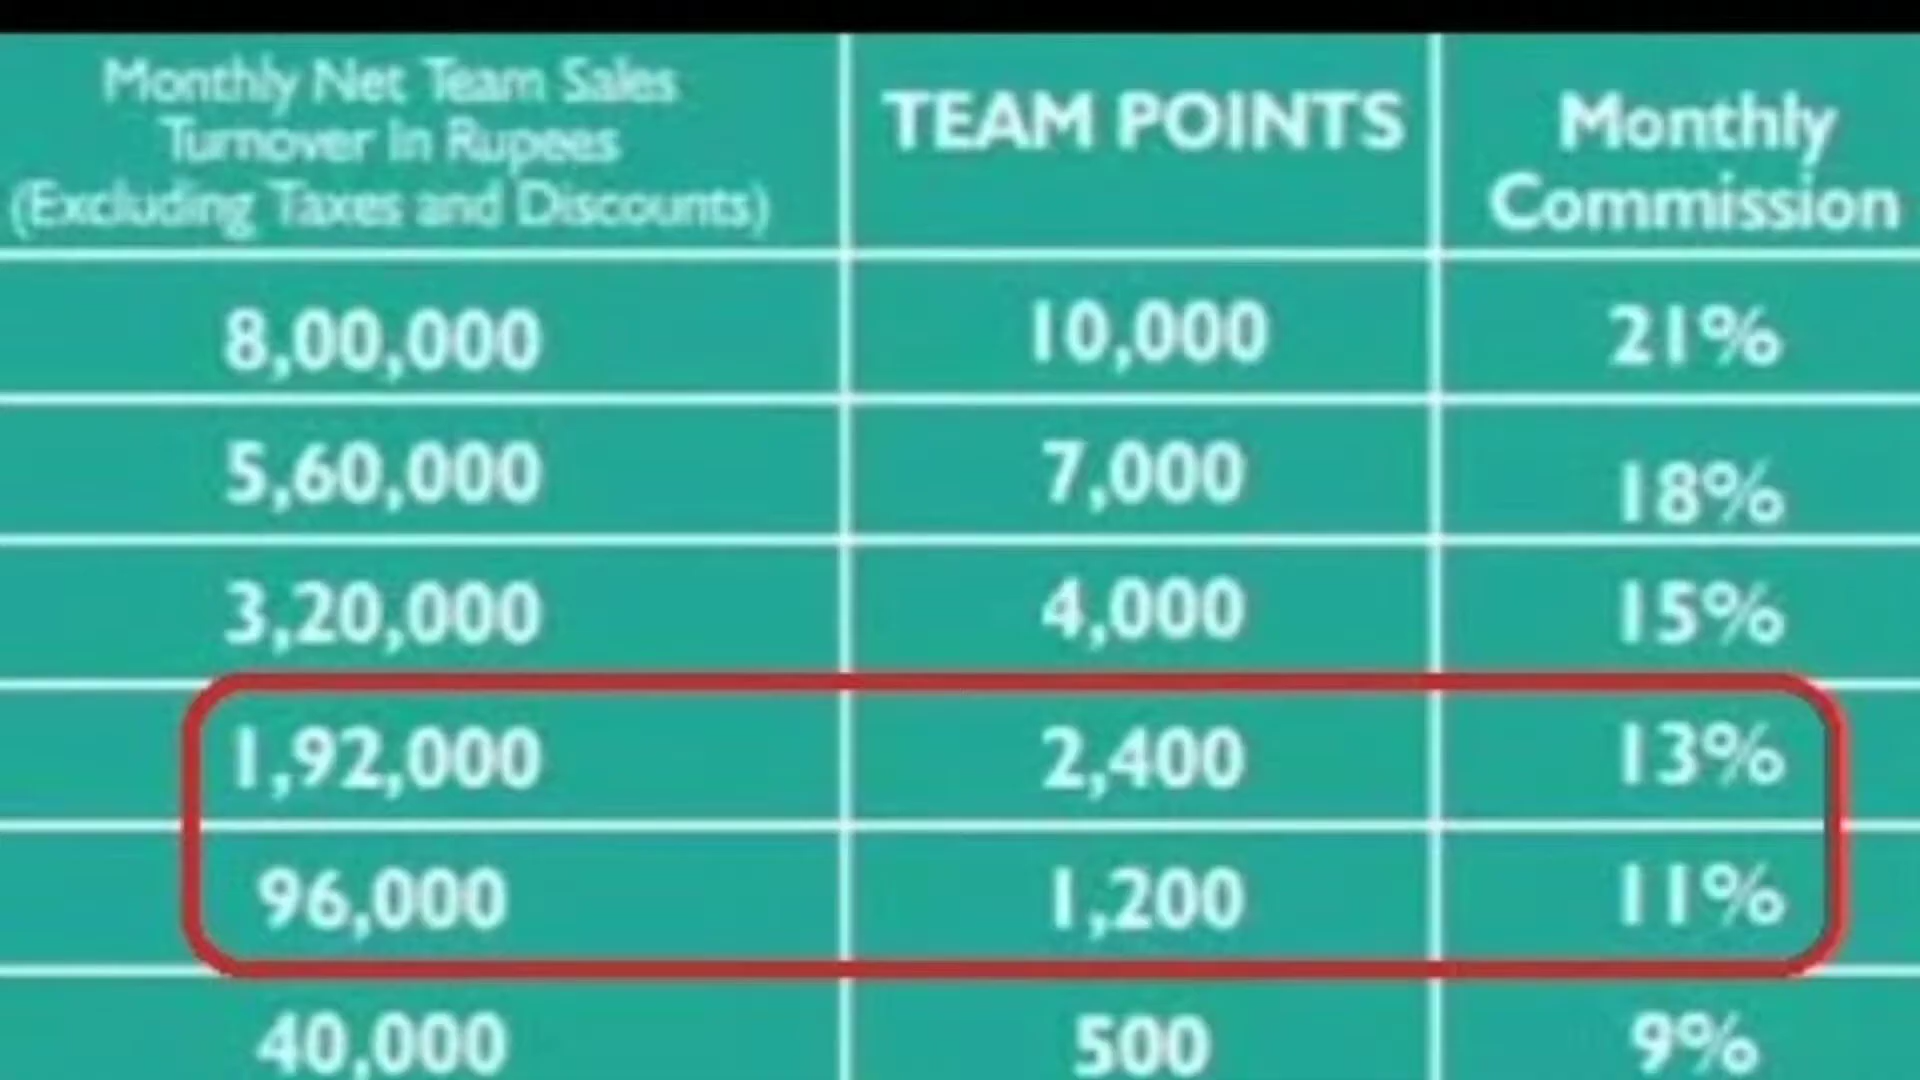 Monthly Net Team Sales
Turnover In Rupees
(Excluding Taxes and Discounts)
TEAM POINTS
Monthly
Commission
8,00,000 10,000 21%
5,60,000 7,000 18%
3,20,000 4,000 15%
1,92,000 2,400 13%
96,000 1,200 11%
40,000 500 9%